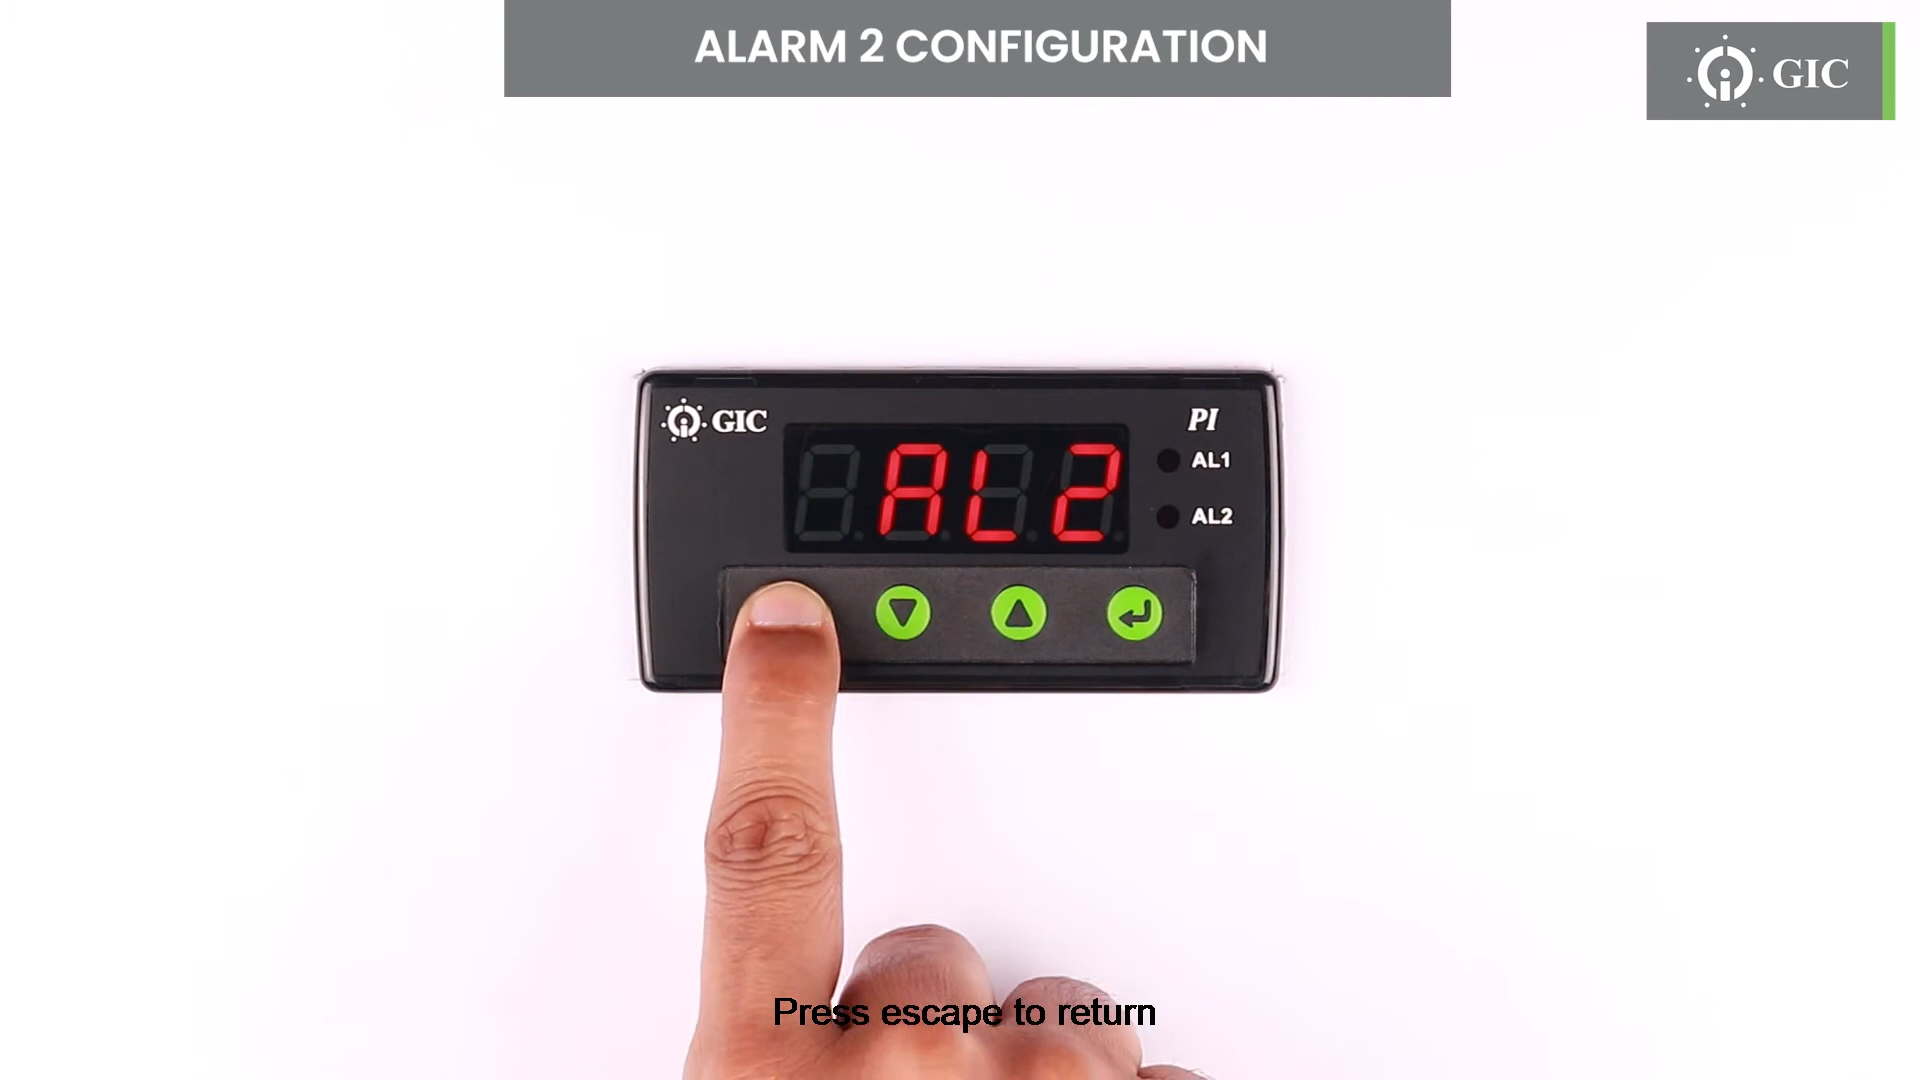 ALARM 2 CONFIGURATION
GIC
GIC
PI
AL2
AL1
AL2
Press escape to return